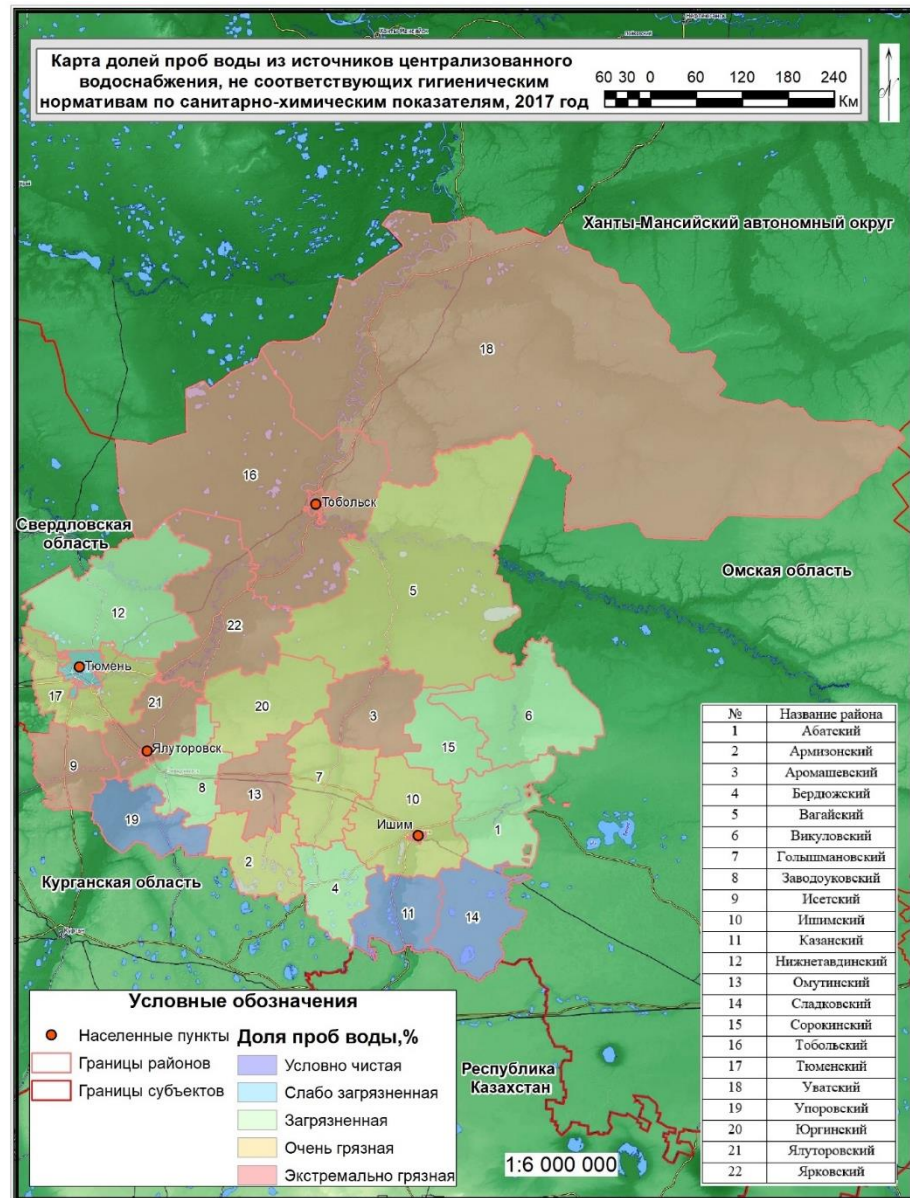 Карта долей проб воды из источников централизованного
водоснабжения, не соответствующих гигиеническим
нормативам по санитарно-химическим показателям, 2017 год
60 30 0 60 120 180 240
Км
N
Ханты-Мансийский автономный округ
18
16
Тобольск
Свердловская
область
Омская область
12
5
22
Тюмень
17
21
20
3
6
15
Ялуторовск
9
8
13
7
10
19
Ишим
1
2
Курганская область
4
11
14
Республика
Казахстан
1:6 000 000
Условные обозначения
Населенные пункты
Границы районов
Границы субъектов
Доля проб воды,%
Условно чистая
Слабо загрязненная
Загрязненная
Очень грязная
Экстремально грязная
№ Название района
1 Абатский
2 Армизонский
3 Аромашевский
4 Бердюжский
5 Вагайский
6 Викуловский
7 Голышмановский
8 Заводоуковский
9 Исетский
10 Ишимский
11 Казанский
12 Нижнетавдинский
13 Омутинский
14 Сладковский
15 Сорокинский
16 Тобольский
17 Тюменский
18 Уватский
19 Упоровский
20 Юргинский
21 Ялуторовский
22 Ярковский